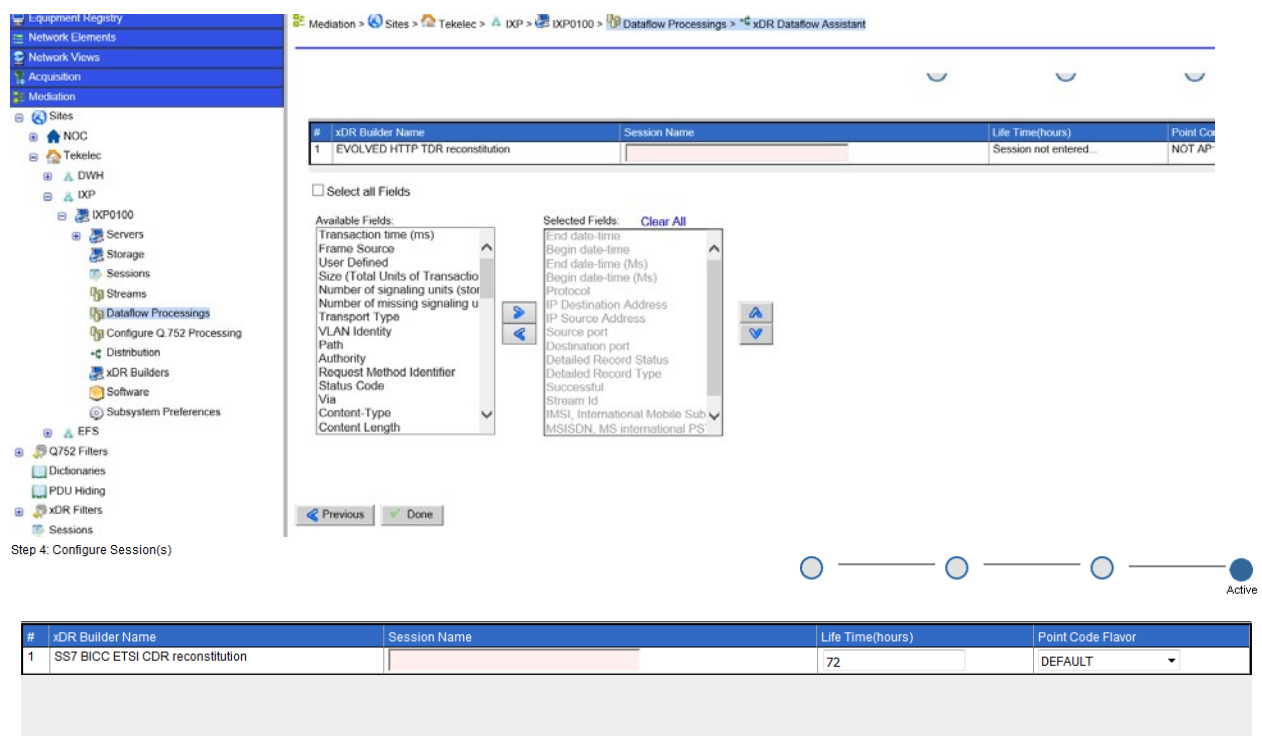 Equipment Registry
Network Elements
Network Views
Acquisition
Mediation
Sites
NOC
Tekelec
DWH
IXP
IXP0100
Servers
Storage
Sessions
Streams
Dataflow Processings
Configure Q.752 Processing
Distribution
xDR Builders
Software
Subsystem Preferences
EFS
Q752 Filters
Dictionaries
PDU Hiding
xDR Filters
Sessions
Mediation > Sites > Tekelec > IXP > IXP0100 > Dataflow Processings > xDR Dataflow Assistant
# xDR Builder Name Session Name Life Time(hours) Point Co
1 EVOLVED HTTP TDR reconstitution Session not entered... NOT AP
Select all Fields
Available Fields:
Transaction time (ms)
Frame Source
User Defined
Size (Total Units of Transactio
Number of signaling units (stor
Number of missing signaling u
Transport Type
VLAN Identity
Path
Authority
Request Method Identifier
Status Code
Via
Content-Type
Content Length
Selected Fields: Clear All
End date-time
Begin date-time
End date-time (Ms)
Begin date-time (Ms)
Protocol
IP Destination Address
IP Source Address
Source port
Destination port
Detailed Record Status
Detailed Record Type
Successful
Stream Id
IMSI, International Mobile Sub
MSISDN, MS international PS
Previous Done
Step 4: Configure Session(s)
Active
# xDR Builder Name Session Name Life Time(hours) Point Code Flavor
1 SS7 BICC ETSI CDR reconstitution 72 DEFAULT